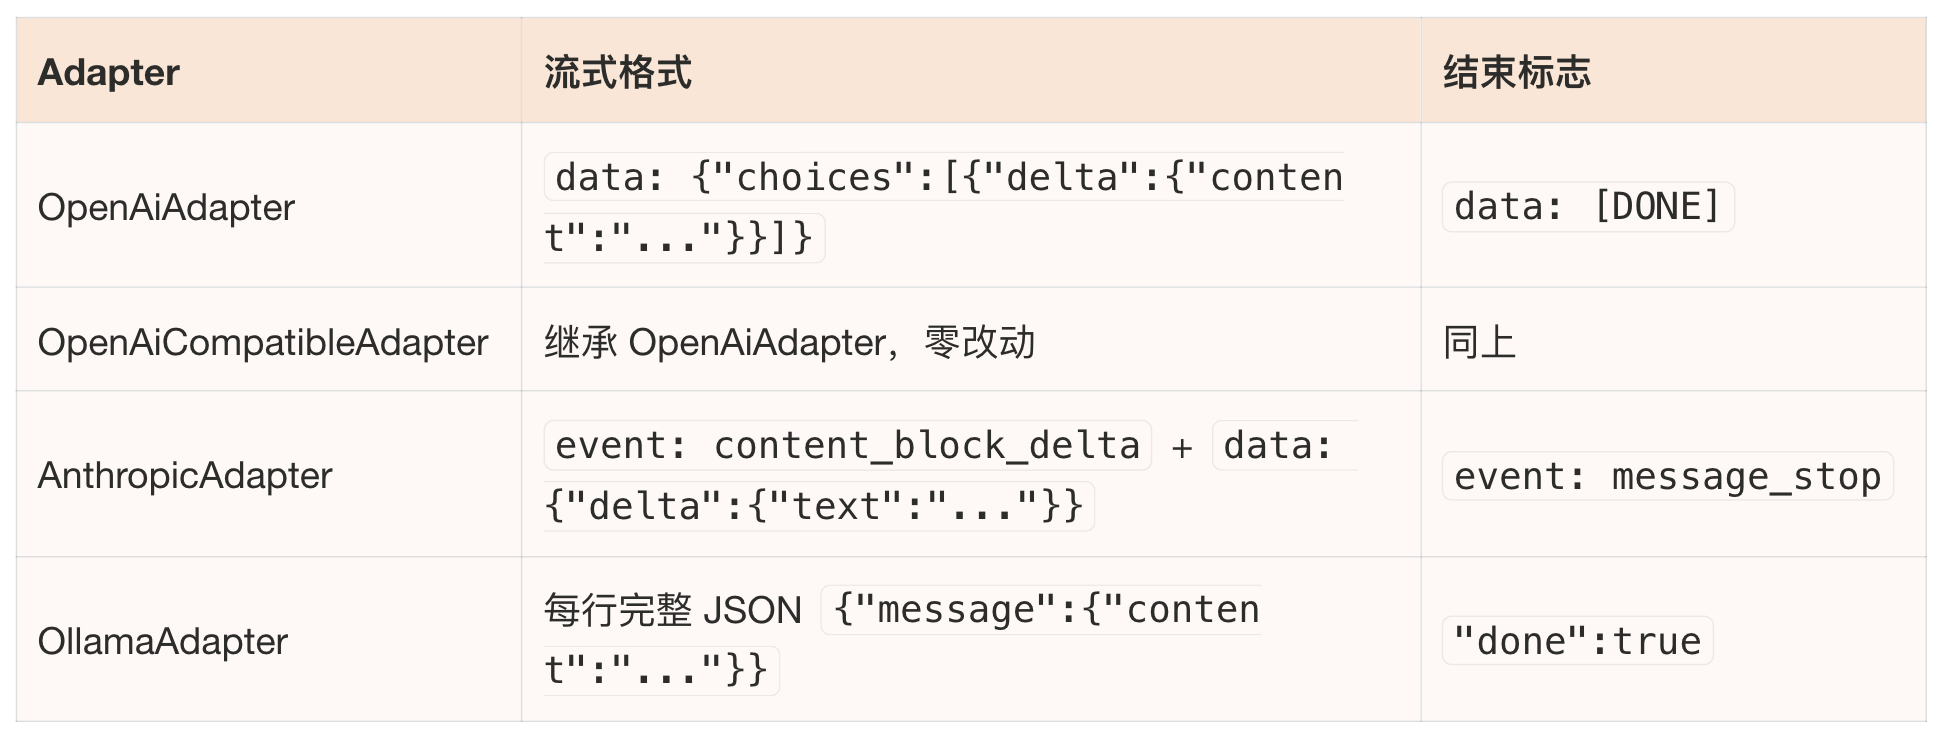 Adapter
流式格式
结束标志
OpenAiAdapter
data: {"choices":[{"delta":{"conten
t":"..."}}]}
data: [DONE]
OpenAiCompatibleAdapter
继承 OpenAiAdapter，零改动
同上
AnthropicAdapter
event: content_block_delta + data:
{"delta":{"text":"..."}}
event: message_stop
OllamaAdapter
每行完整 JSON {"message":{"conten
t":"..."}}
"done":true